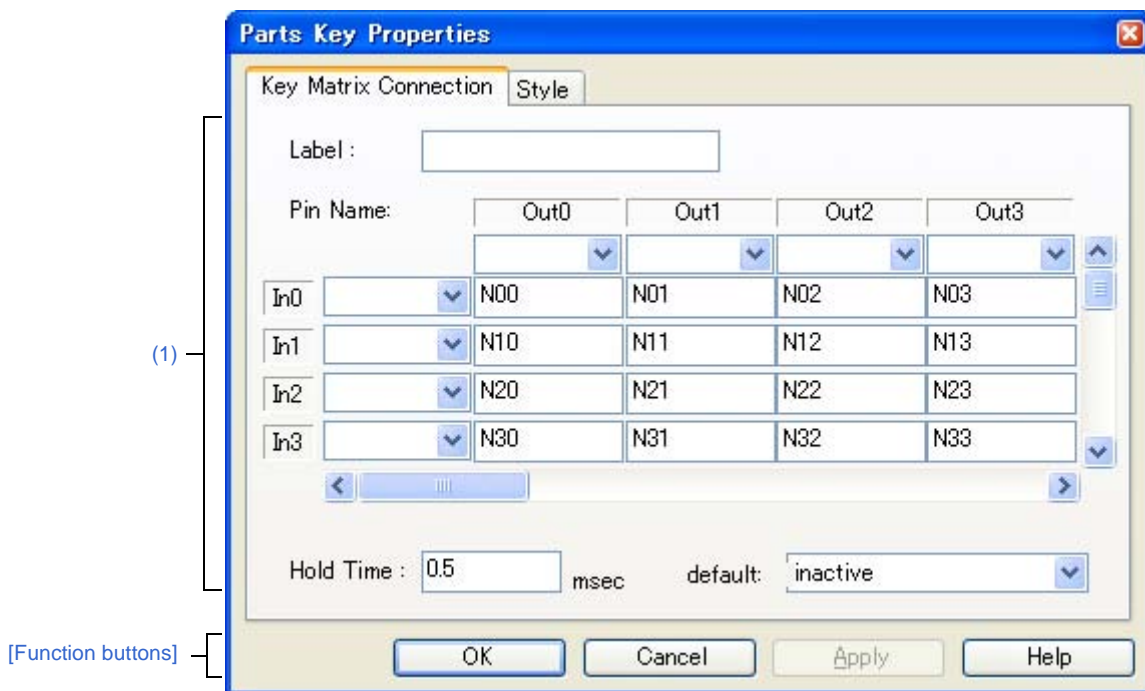 Parts Key Properties
Key Matrix Connection Style
Label :
Pin Name: Out0 Out1 Out2 Out3
In0 N00 N01 N02 N03
(1)
In1 N10 N11 N12 N13
In2 N20 N21 N22 N23
In3 N30 N31 N32 N33
Hold Time : 0.5 msec default: inactive
[Function buttons] OK Cancel Apply Help